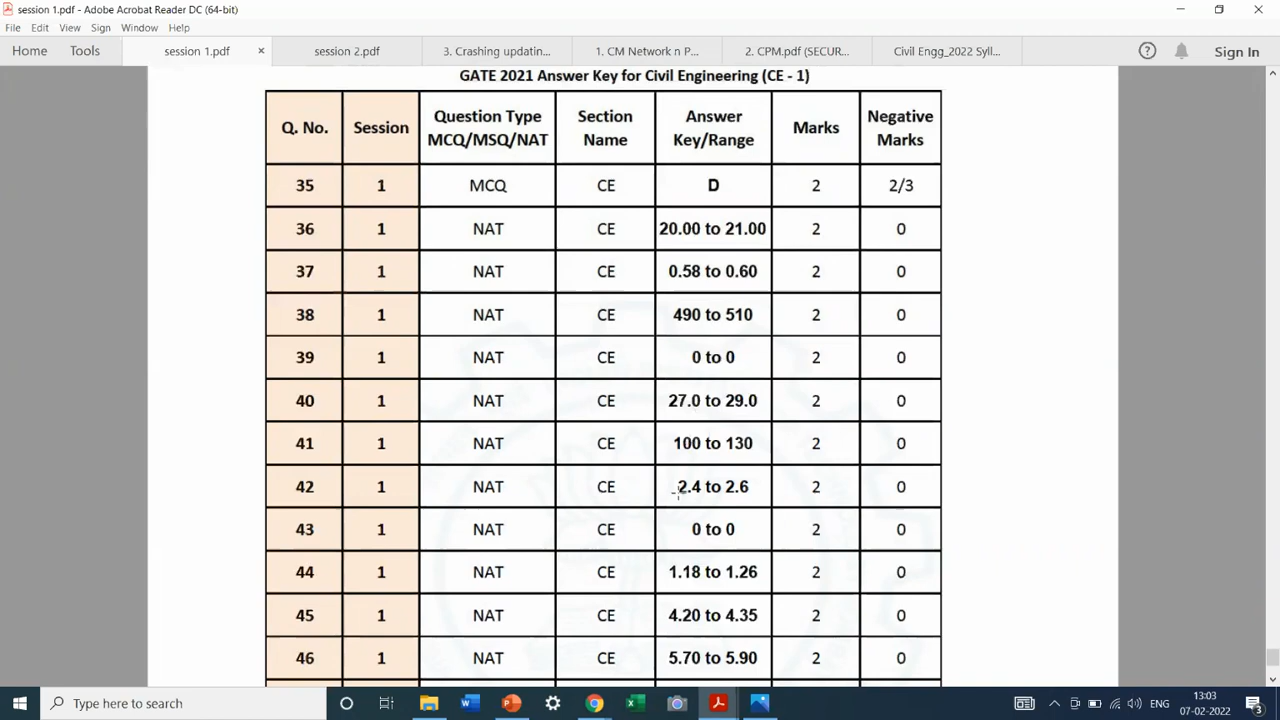 session 1.pdf - Adobe Acrobat Reader DC (64-bit)
File Edit View Sign Window Help
Home Tools session 1.pdf × session 2.pdf 3. Crashing updatin... 1. CM Network n P... 2. CPM.pdf (SECUR... Civil Engg_2022 Syll... Sign In
GATE 2021 Answer Key for Civil Engineering (CE - 1)
Q. No. Session Question Type MCQ/MSQ/NAT Section Name Answer Key/Range Marks Negative Marks
35 1 MCQ CE D 2 2/3
36 1 NAT CE 20.00 to 21.00 2 0
37 1 NAT CE 0.58 to 0.60 2 0
38 1 NAT CE 490 to 510 2 0
39 1 NAT CE 0 to 0 2 0
40 1 NAT CE 27.0 to 29.0 2 0
41 1 NAT CE 100 to 130 2 0
42 1 NAT CE 2.4 to 2.6 2 0
43 1 NAT CE 0 to 0 2 0
44 1 NAT CE 1.18 to 1.26 2 0
45 1 NAT CE 4.20 to 4.35 2 0
46 1 NAT CE 5.70 to 5.90 2 0
Type here to search
ENG
13:03
07-02-2022
3